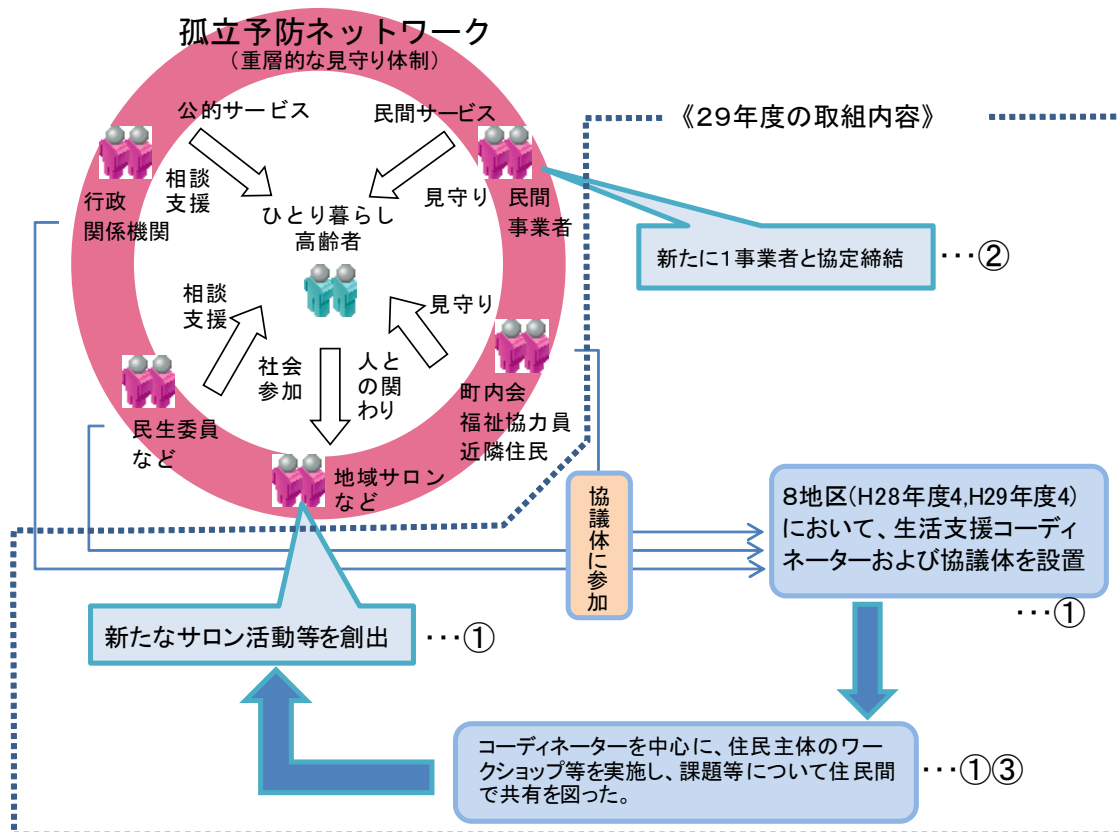 孤立予防ネットワーク
(重層的な見守り体制)
公的サービス
民間サービス
《29年度の取組内容》
相談
支援
見守り
行政
関係機関
民間
事業者
ひとり暮らし
高齢者
新たに1事業者と協定締結
…②
相談
支援
見守り
社会
参加
人と
の関
わり
民生委員
など
町内会
福祉協力員
近隣住民
地域サロン
など
協議体に参加
8地区(H28年度4,H29年度4)
において、生活支援コーディ
ネーターおよび協議体を設置
…①
新たなサロン活動等を創出
…①
コーディネーターを中心に、住民主体のワー
クショップ等を実施し、課題等について住民間
で共有を図った。
…①③